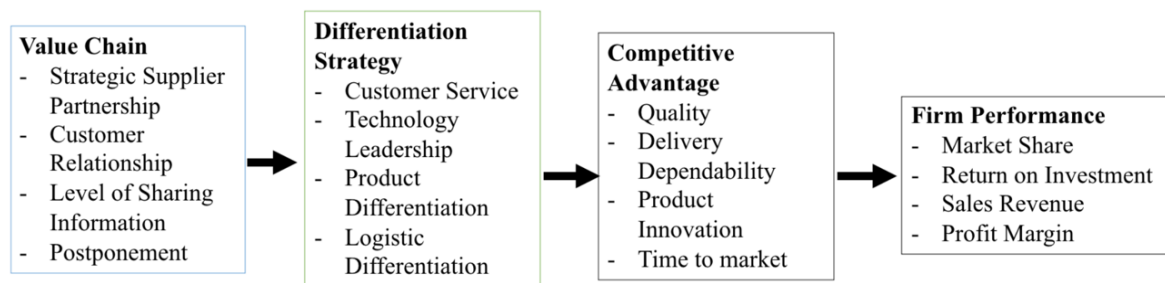 Value Chain
- Strategic Supplier
Partnership
- Customer
Relationship
- Level of Sharing
Information
- Postponement
Differentiation
Strategy
- Customer Service
- Technology
Leadership
- Product
Differentiation
- Logistic
Differentiation
Competitive
Advantage
- Quality
- Delivery
Dependability
- Product
Innovation
- Time to market
Firm Performance
- Market Share
- Return on Investment
- Sales Revenue
- Profit Margin